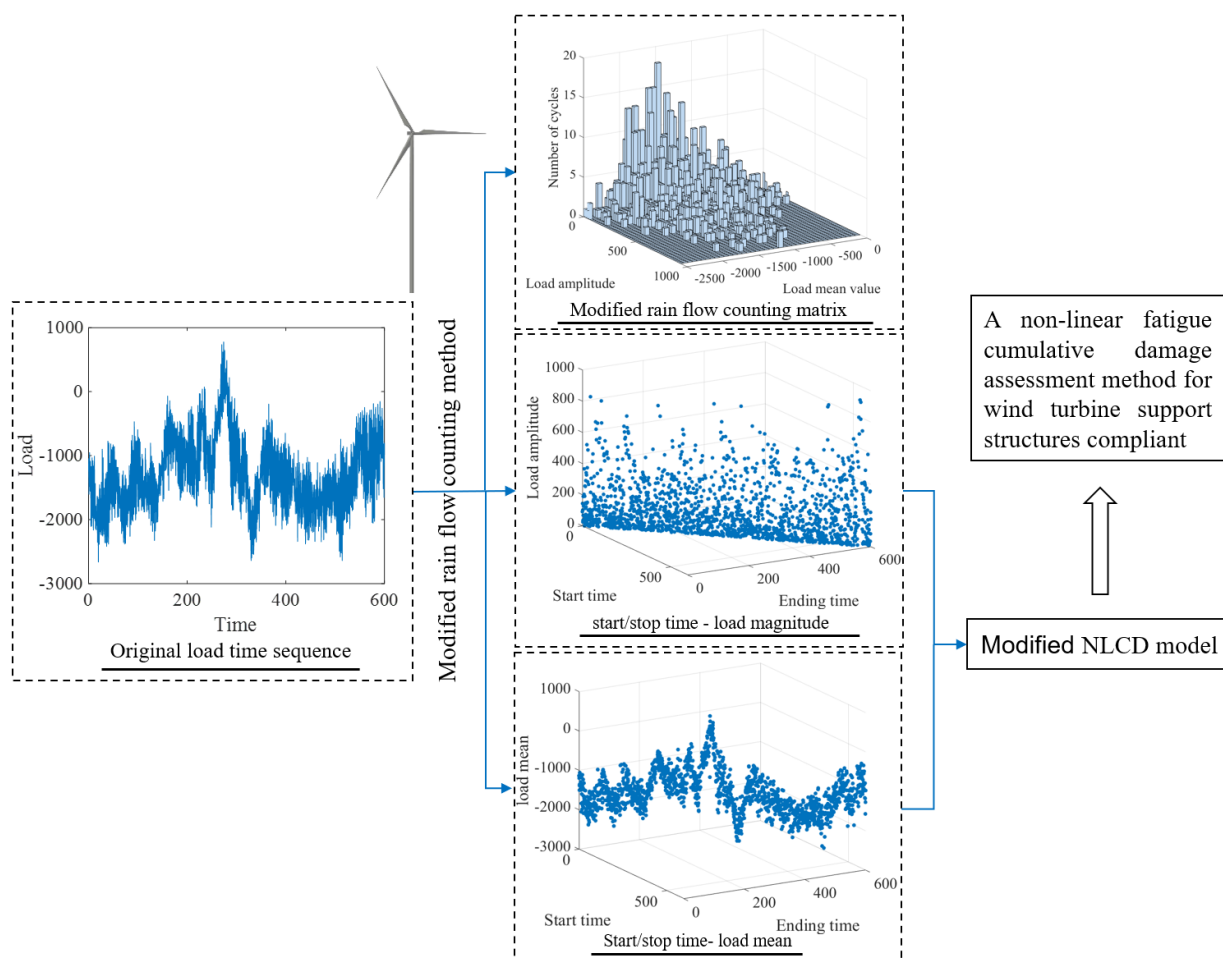 1000
0
-1000
-2000
-3000
Load
0
200
400
600
Time
Original load time sequence
Modified rain flow counting method
20
15
10
5
0
Number of cycles
0
500
1000
Load amplitude
-2500
-2000
-1500
-1000
-500
0
Load mean value
Modified rain flow counting matrix
1000
800
600
400
200
0
Load amplitude
0
500
Start time
0
200
400
600
Ending time
start/stop time - load magnitude
1000
0
-1000
-2000
-3000
load mean
0
500
Start time
0
200
400
600
Ending time
Start/stop time- load mean
A non-linear fatigue
cumulative damage
assessment method for
wind turbine support
structures compliant
Modified NLCD model